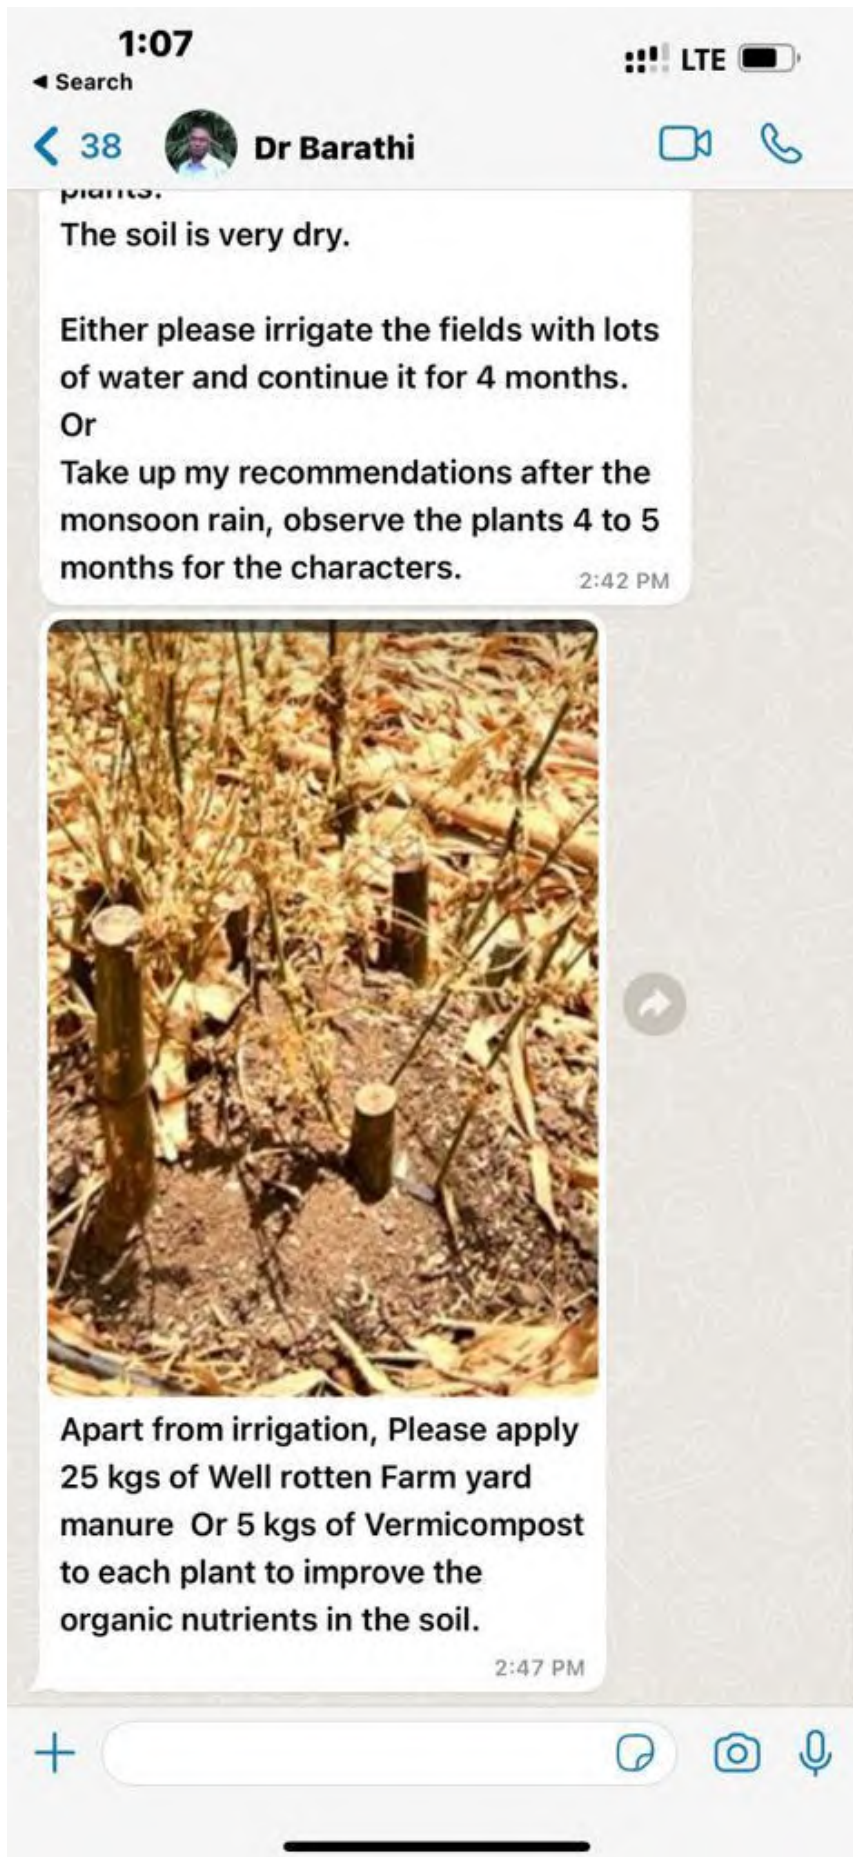 1:07
LTE
Search
38
Dr Barathi
plants.
The soil is very dry.
Either please irrigate the fields with lots
of water and continue it for 4 months.
Or
Take up my recommendations after the
monsoon rain, observe the plants 4 to 5
months for the characters.
2:42 PM
Apart from irrigation, Please apply
25 kgs of Well rotten Farm yard
manure Or 5 kgs of Vermicompost
to each plant to improve the
organic nutrients in the soil.
2:47 PM